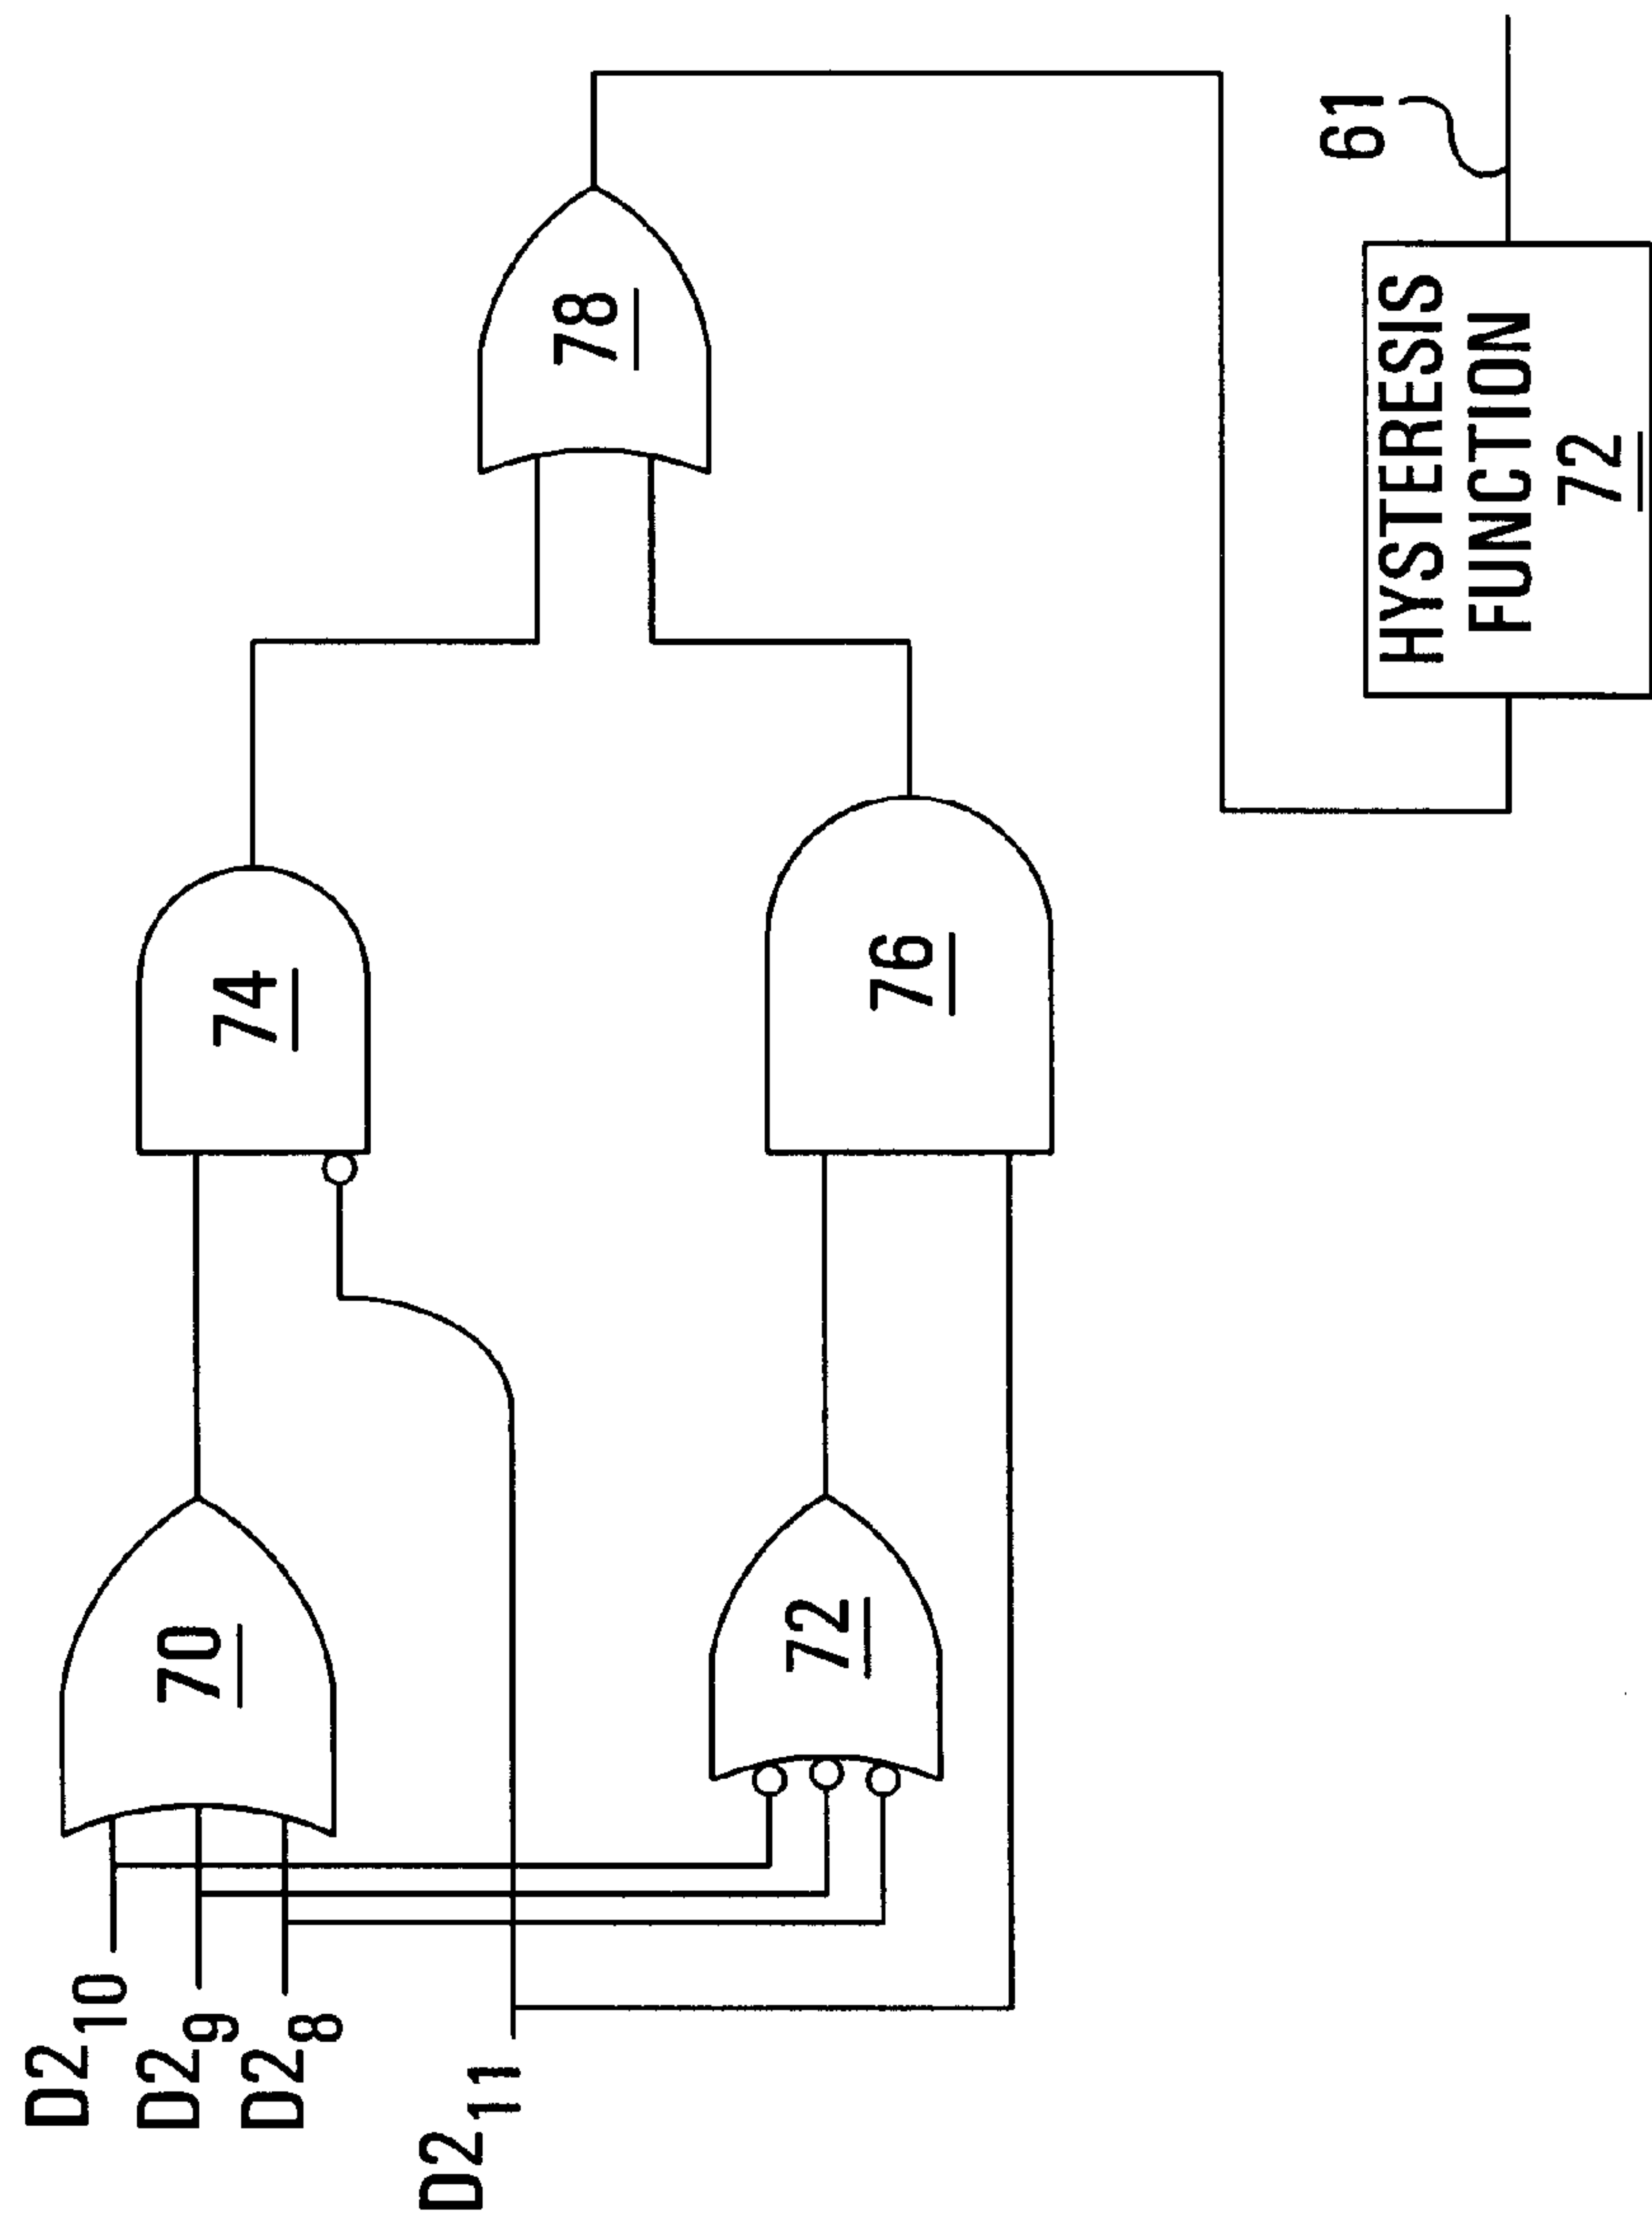 D2₁₀
D2₉
D2₈
D2₁₁
70
72
74
76
78
HYSTERESIS
FUNCTION
72
61